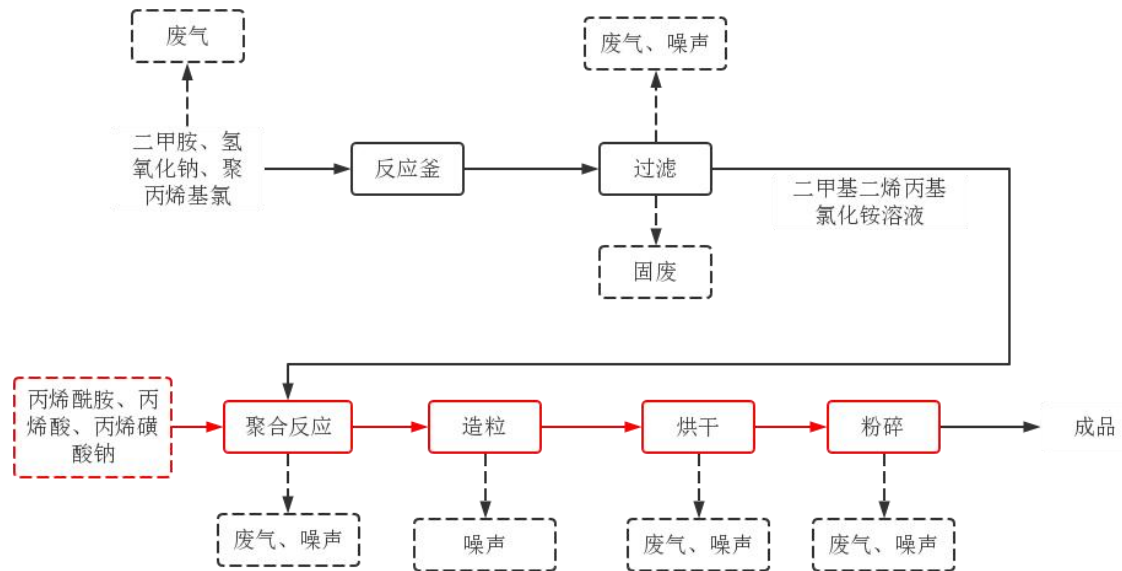 废气
废气、噪声
二甲胺、氢
氧化钠、聚
丙烯基氯
反应釜
过滤
二甲基二烯丙基
氯化铵溶液
固废
丙烯酰胺、丙
烯酸、丙烯磺
酸钠
聚合反应
造粒
烘干
粉碎
成品
废气、噪声
噪声
废气、噪声
废气、噪声